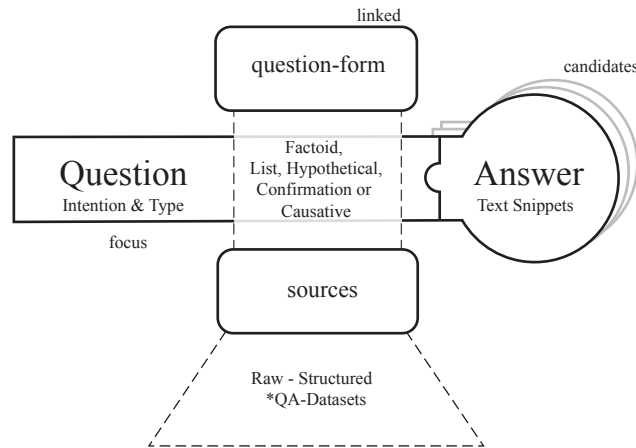 linked
question-form
candidates
Question
Intention & Type
focus
Factoid,
List, Hypothetical,
Confirmation or
Causative
Answer
Text Snippets
sources
Raw - Structured
*QA-Datasets